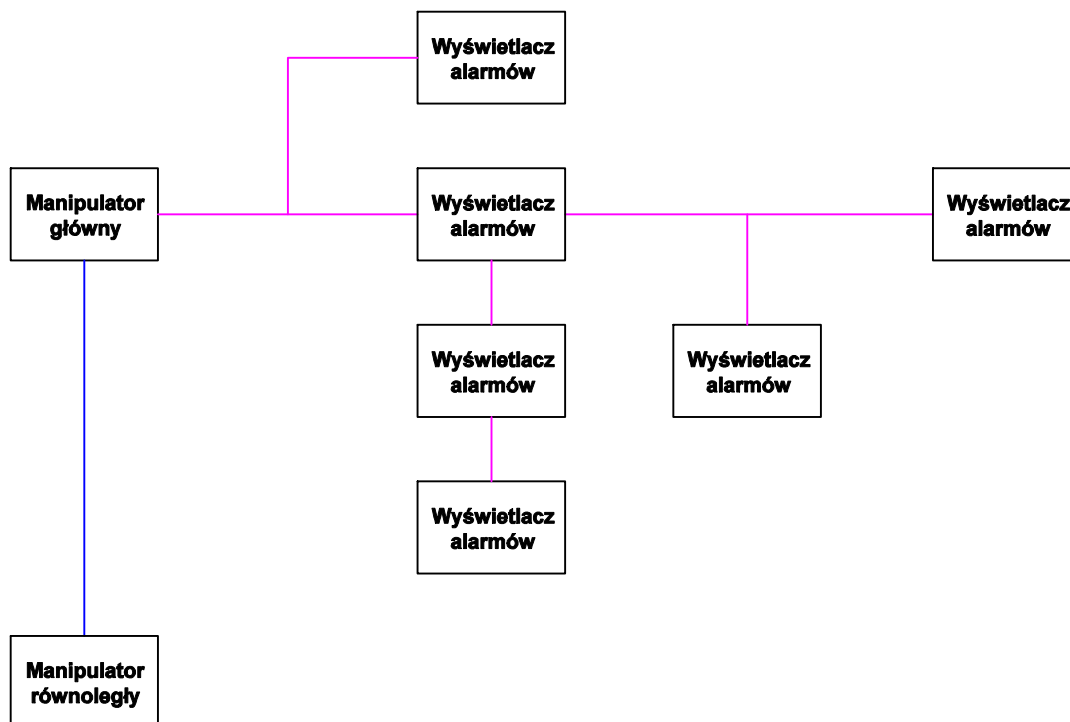 Wyświetlacz
alarmów
Manipulator
główny
Wyświetlacz
alarmów
Wyświetlacz
alarmów
Wyświetlacz
alarmów
Wyświetlacz
alarmów
Wyświetlacz
alarmów
Manipulator
równoległy